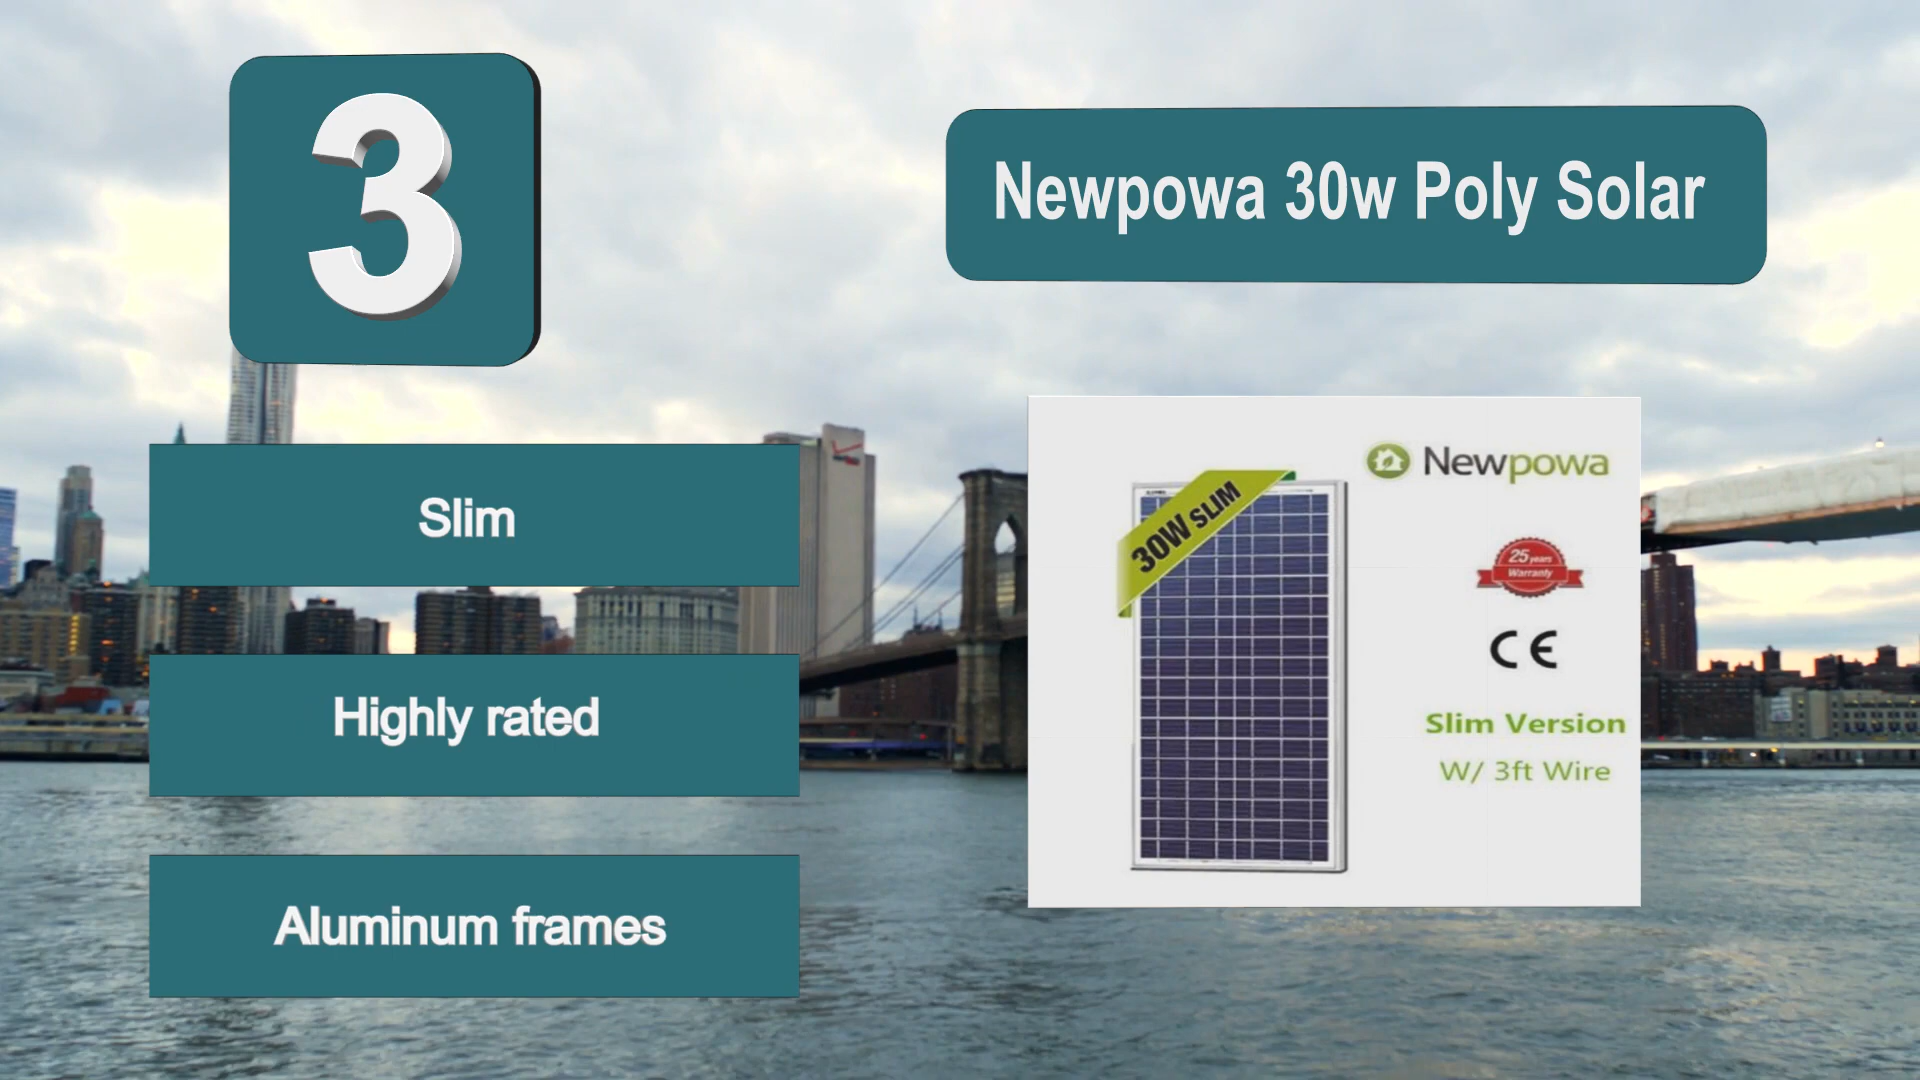 3
Newpowa 30w Poly Solar
Slim
Highly rated
Aluminum frames
Newpowa
30W SLIM
25 years
Warranty
CE
Slim Version
W/ 3ft Wire